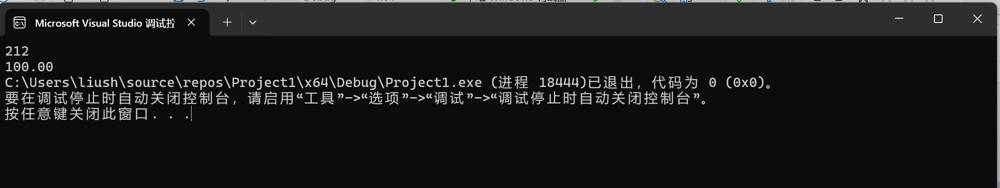 Microsoft Visual Studio 调试控
212
100.00
C:\Users\liush\source\repos\Project1\x64\Debug\Project1.exe (进程 18444)已退出，代码为 0 (0x0)。
要在调试停止时自动关闭控制台，请启用“工具”->“选项”->“调试”->“调试停止时自动关闭控制台”。
按任意键关闭此窗口. . .